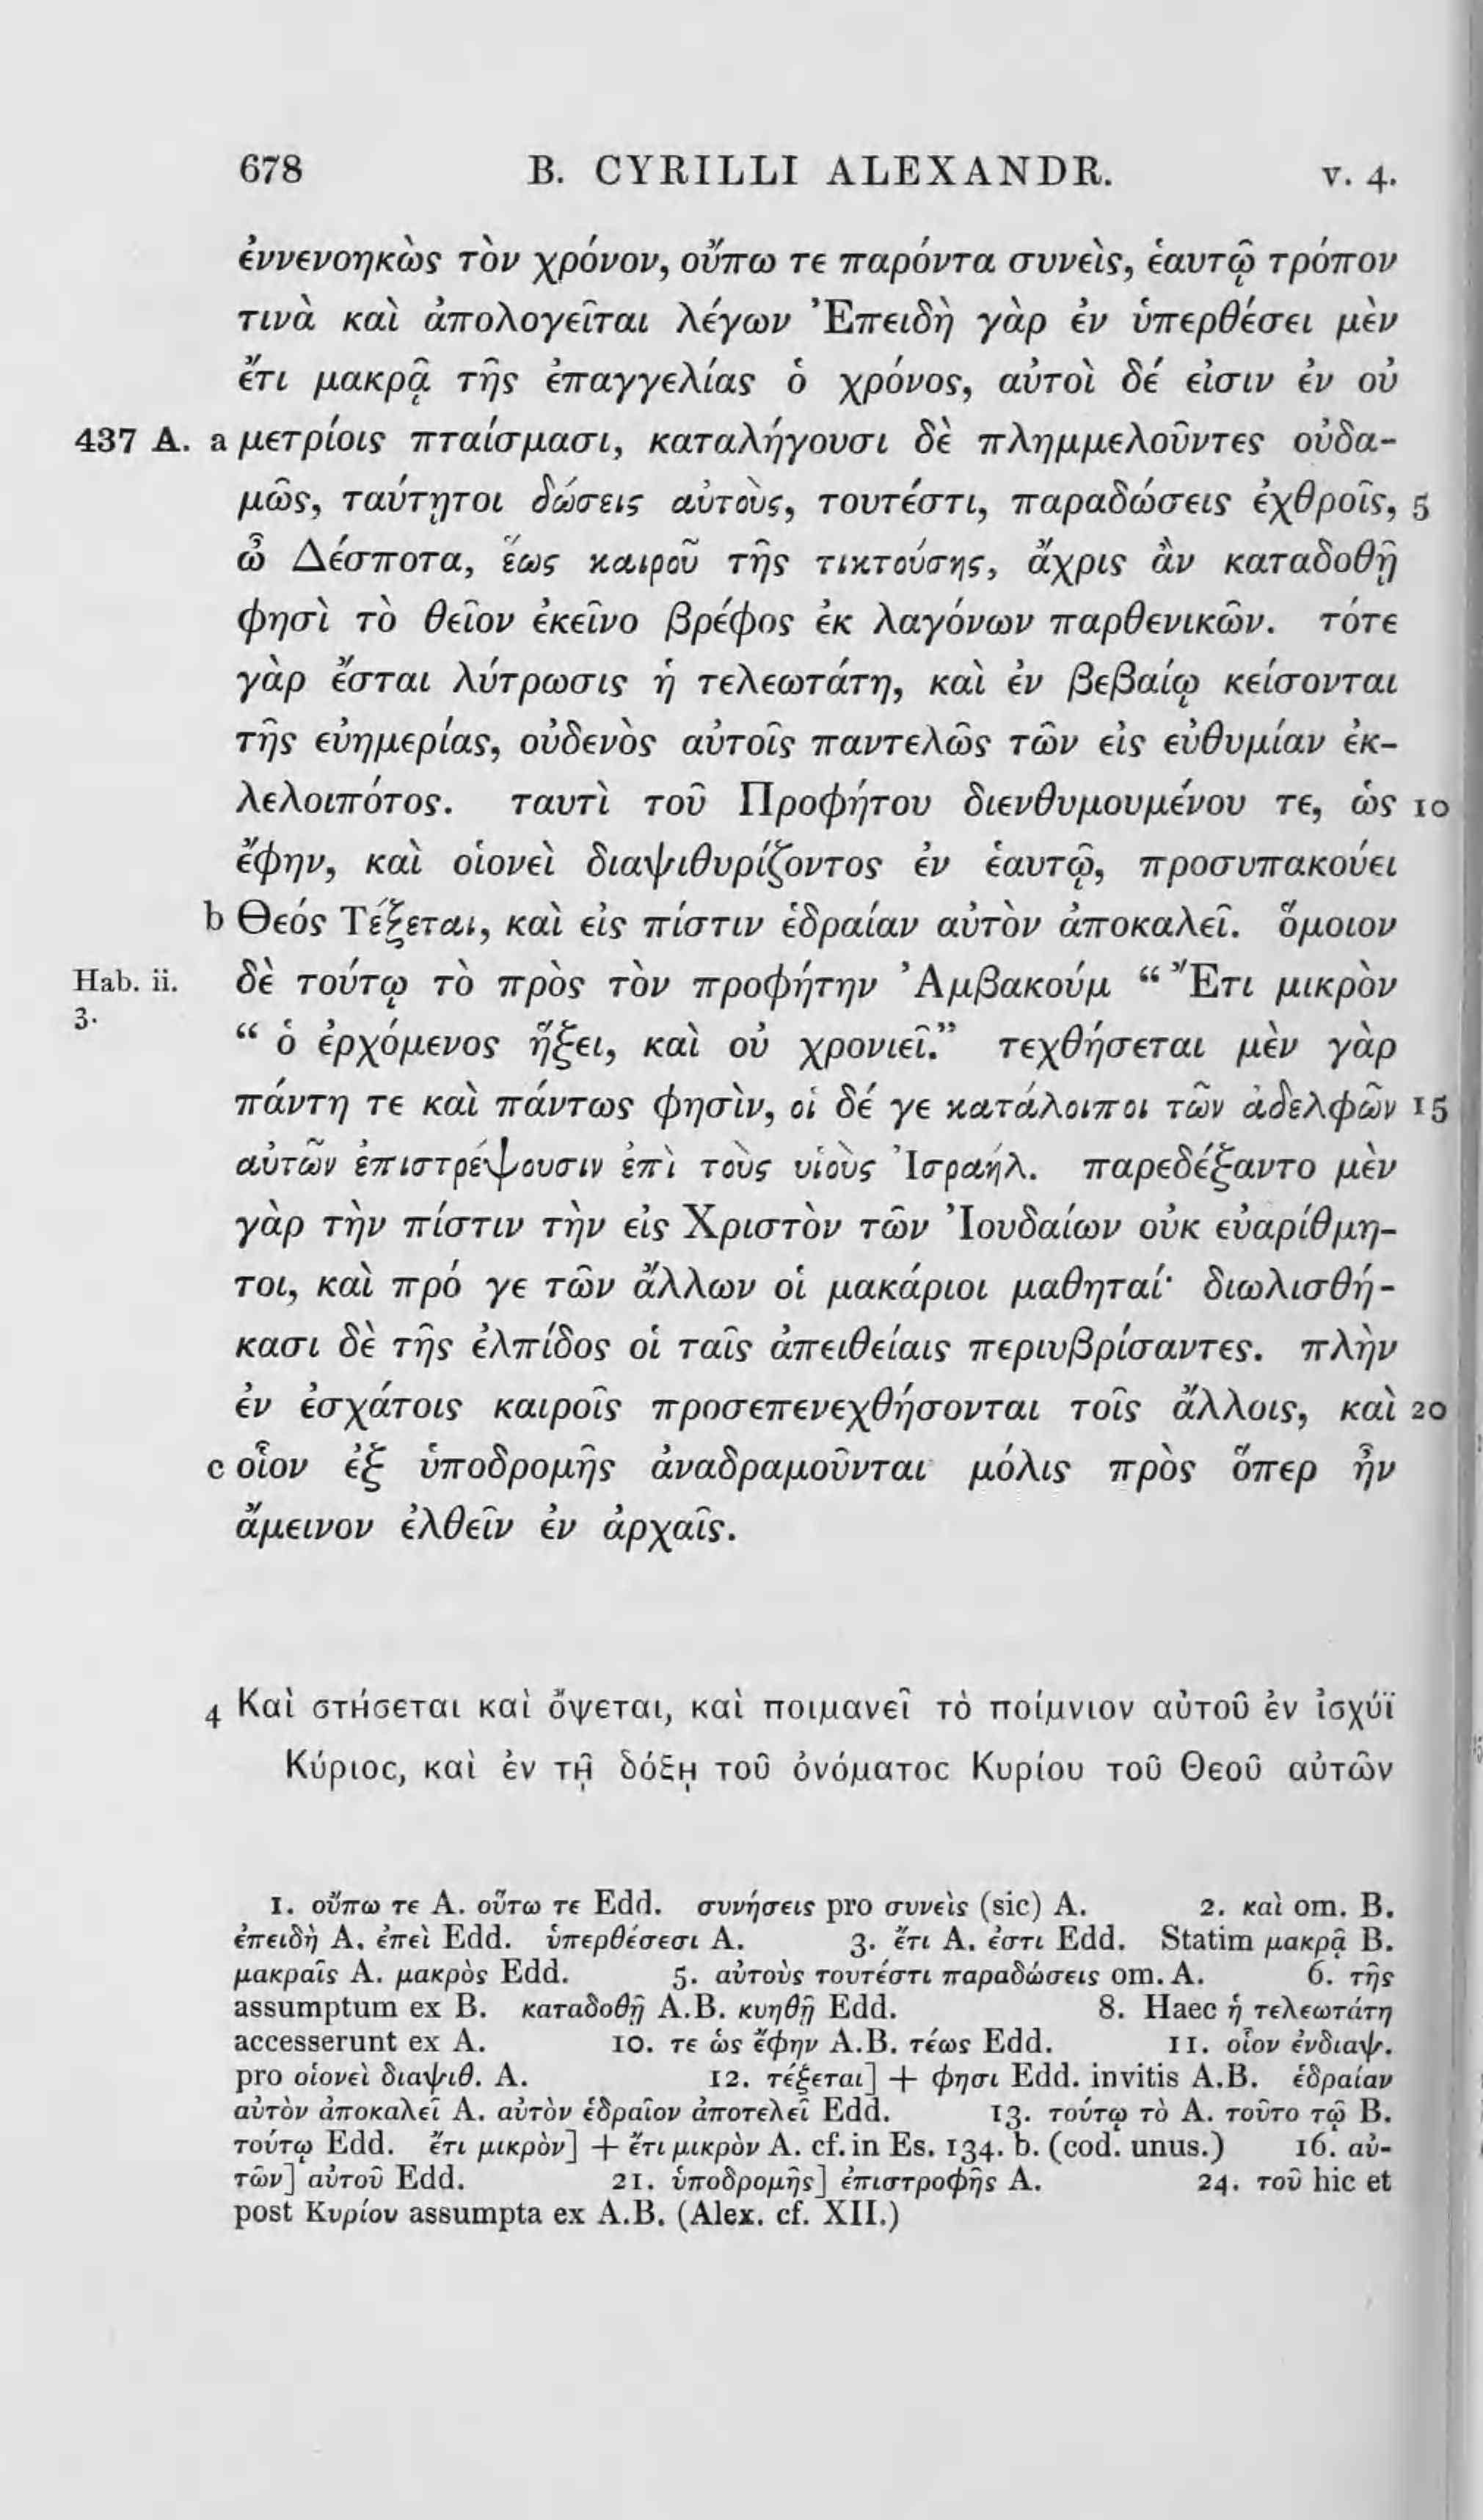 678 B. CYRILLI ALEXANDR. v. 4.
ἐννενοηκὼς τὸν χρόνον, οὔπω τε παρόντα συνεὶς, ἑαυτῷ τρόπον
τινὰ καὶ ἀπολογεῖται λέγων Ἐπειδὴ γὰρ ἐν ὑπερθέσει μὲν
ἔτι μακρᾷ τῆς ἐπαγγελίας ὁ χρόνος, αὐτοὶ δέ εἰσιν ἐν οὐ
437 A. a μετρίοις πταίσμασι, καταλήγουσι δὲ πλημμελοῦντες οὐδα-
μῶς, ταύτῃτοι δώσεις αὐτοὺς, τουτέστι, παραδώσεις ἐχθροῖς, 5
ὦ Δέσποτα, ἕως καιροῦ τῆς τικτούσης, ἄχρις ἂν καταδοθῇ
φησὶ τὸ θεῖον ἐκεῖνο βρέφος ἐκ λαγόνων παρθενικῶν. τότε
γὰρ ἔσται λύτρωσις ἡ τελεωτάτη, καὶ ἐν βεβαίῳ κείσονται
τῆς εὐημερίας, οὐδενὸς αὐτοῖς παντελῶς τῶν εἰς εὐθυμίαν ἐκ-
λελοιπότος. ταυτὶ τοῦ Προφήτου διενθυμουμένου τε, ὡς 10
ἔφην, καὶ οἱονεὶ διαψιθυρίζοντος ἐν ἑαυτῷ, προσυπακούει
b Θεός Τέξεται, καὶ εἰς πίστιν ἑδραίαν αὐτὸν ἀποκαλεῖ. ὅμοιον
Hab. ii. 3. δὲ τούτῳ τὸ πρὸς τὸν προφήτην Ἀμβακούμ “ Ἔτι μικρὸν
“ ὁ ἐρχόμενος ἥξει, καὶ οὐ χρονιεῖ.” τεχθήσεται μὲν γὰρ
πάντη τε καὶ πάντως φησὶν, οἱ δέ γε κατάλοιποι τῶν ἀδελφῶν 15
αὐτῶν ἐπιστρέψουσιν ἐπὶ τοὺς υἱοὺς Ἰσραήλ. παρεδέξαντο μὲν
γὰρ τὴν πίστιν τὴν εἰς Χριστὸν τῶν Ἰουδαίων οὐκ εὐαρίθμη-
τοι, καὶ πρό γε τῶν ἄλλων οἱ μακάριοι μαθηταί· διωλισθή-
κασι δὲ τῆς ἐλπίδος οἱ ταῖς ἀπειθείαις περιυβρίσαντες. πλὴν
ἐν ἐσχάτοις καιροῖς προσεπενεχθήσονται τοῖς ἄλλοις, καὶ 20
c οἷον ἐξ ὑποδρομῆς ἀναδραμοῦνται μόλις πρὸς ὅπερ ἦν
ἄμεινον ἐλθεῖν ἐν ἀρχαῖς.
4 Καὶ στήσεται καὶ ὄψεται, καὶ ποιμανεῖ τὸ ποίμνιον αὐτοῦ ἐν ἰσχύϊ
Κύριος, καὶ ἐν τῇ δόξῃ τοῦ ὀνόματος Κυρίου τοῦ Θεοῦ αὐτῶν
1. οὔπω τε A. οὕτω τε Edd. συνήσεις pro συνεὶς (sic) A. 2. καὶ om. B.
ἐπειδὴ A. ἐπεὶ Edd. ὑπερθέσεσι A. 3. ἔτι A. ἐστι Edd. Statim μακρᾷ B.
μακραῖς A. μακρὸς Edd. 5. αὐτοὺς τουτέστι παραδώσεις om. A. 6. τῆς
assumptum ex B. καταδοθῇ A.B. κυηθῇ Edd. 8. Haec ἡ τελεωτάτη
accesserunt ex A. 10. τε ὡς ἔφην A.B. τέως Edd. 11. οἷον ἐνδιαψ.
pro οἱονεὶ διαψιθ. A. 12. τέξεται] + φησι Edd. invitis A.B. ἑδραίαν
αὐτὸν ἀποκαλεῖ A. αὐτὸν ἑδραῖον ἀποτελεῖ Edd. 13. τούτῳ τὸ A. τοῦτο τῷ B.
τούτῳ Edd. ἔτι μικρὸν] + ἔτι μικρὸν A. cf. in Es. 134. b. (cod. unus.) 16. αὐ-
τῶν] αὐτοῦ Edd. 21. ὑποδρομῆς] ἐπιστροφῆς A. 24. τοῦ hic et
post Κυρίου assumpta ex A.B. (Alex. cf. XII.)